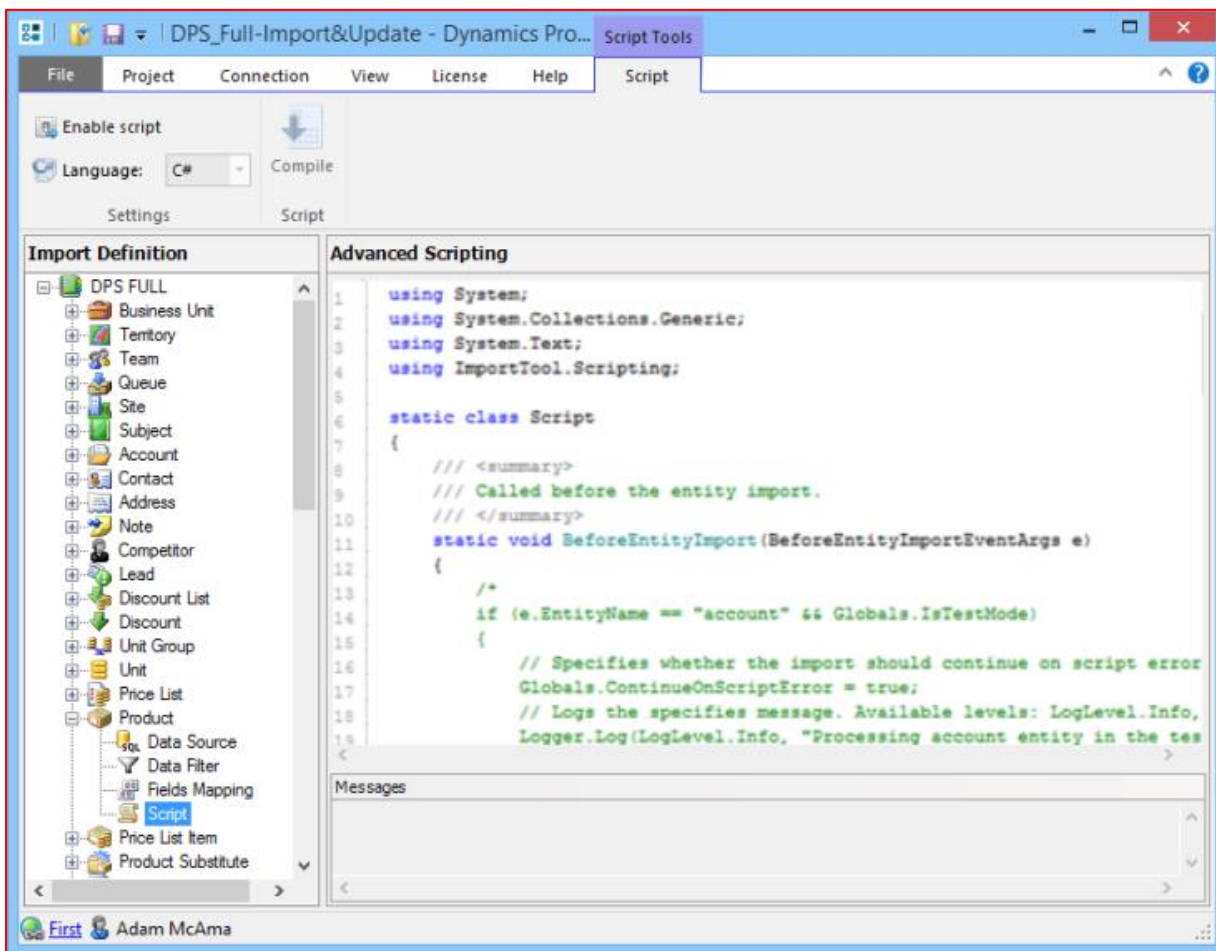 DPS_Full-Import&Update - Dynamics Pro...
Script Tools
File Project Connection View License Help Script
Enable script
Language: C#
Compile
Settings
Script
Import Definition
DPS FULL
Business Unit
Territory
Team
Queue
Site
Subject
Account
Contact
Address
Note
Competitor
Lead
Discount List
Discount
Unit Group
Unit
Price List
Product
SQL Data Source
Data Filter
Fields Mapping
Script
Price List Item
Product Substitute
Advanced Scripting
1 using System;
2 using System.Collections.Generic;
3 using System.Text;
4 using ImportTool.Scripting;
5
6 static class Script
7 {
8 /// <summary>
9 /// Called before the entity import.
10 /// </summary>
11 static void BeforeEntityImport(BeforeEntityImportEventArgs e)
12 {
13 /*
14 if (e.EntityName == "account" && Globals.IsTestMode)
15 {
16 // Specifies whether the import should continue on script error
17 Globals.ContinueOnScriptError = true;
18 // Logs the specifies message. Available levels: LogLevel.Info,
19 Logger.Log(LogLevel.Info, "Processing account entity in the tes
Messages
First Adam McAma